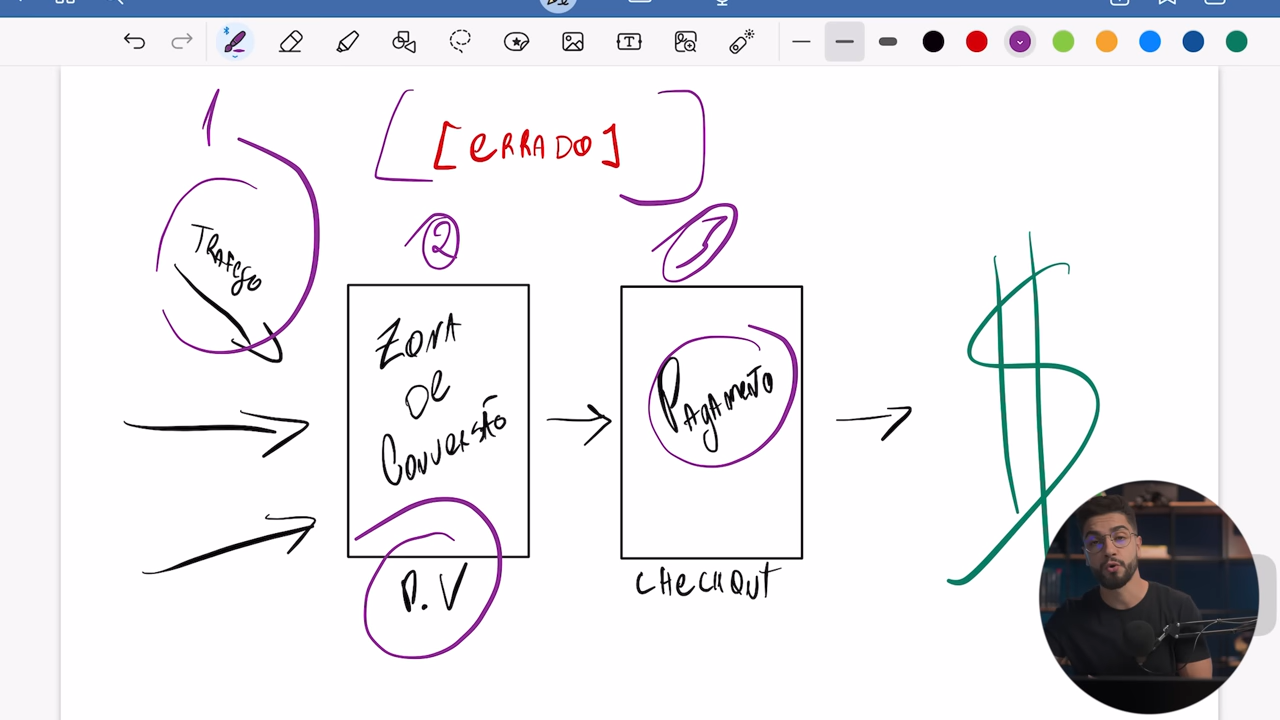 1
[ERRADO]
2
3
TRAFEGO
ZONA
DE
CONVERSÃO
PAGAMENTO
$
P.V
CHECKOUT